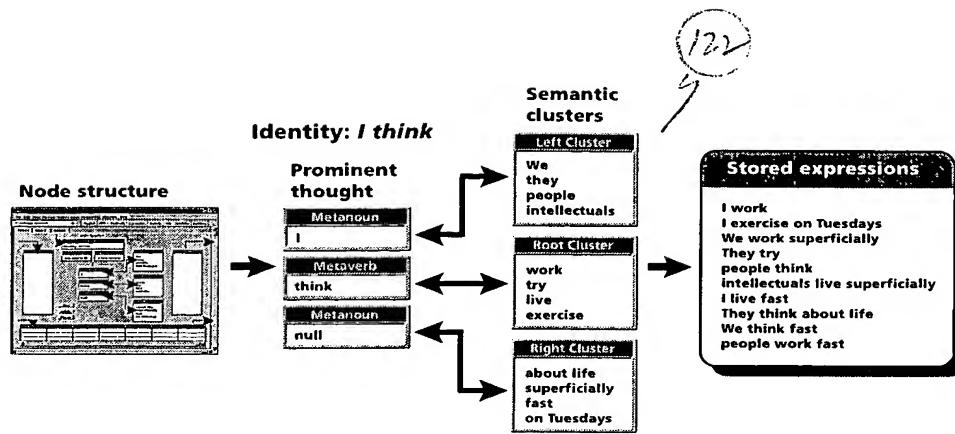 122
Semantic
clusters
Identity: I think
Node structure
Prominent
thought
Metanoun
I
Metaverb
think
Metanoun
null
Left Cluster
We
they
people
intellectuals
Root Cluster
work
try
live
exercise
Right Cluster
about life
superficially
fast
on Tuesdays
Stored expressions
I work
I exercise on Tuesdays
We work superficially
They try
people think
intellectuals live superficially
I live fast
They think about life
We think fast
people work fast